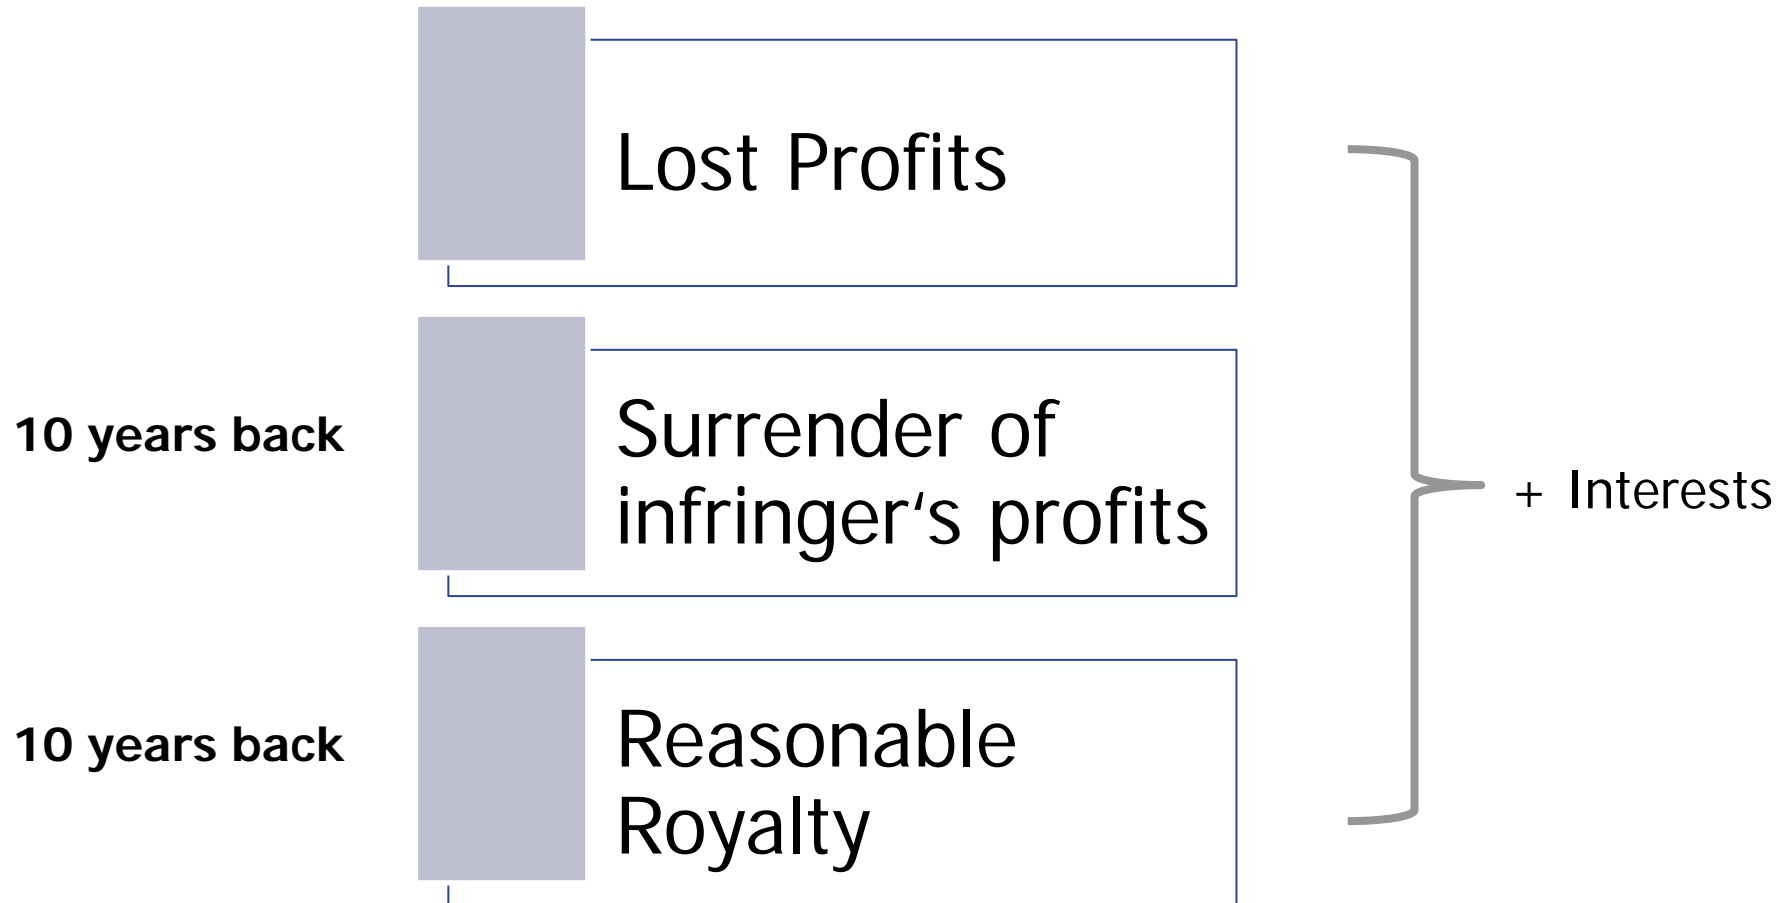 Lost Profits
10 years back
Surrender of
infringer‘s profits
+ Interests
10 years back
Reasonable
Royalty